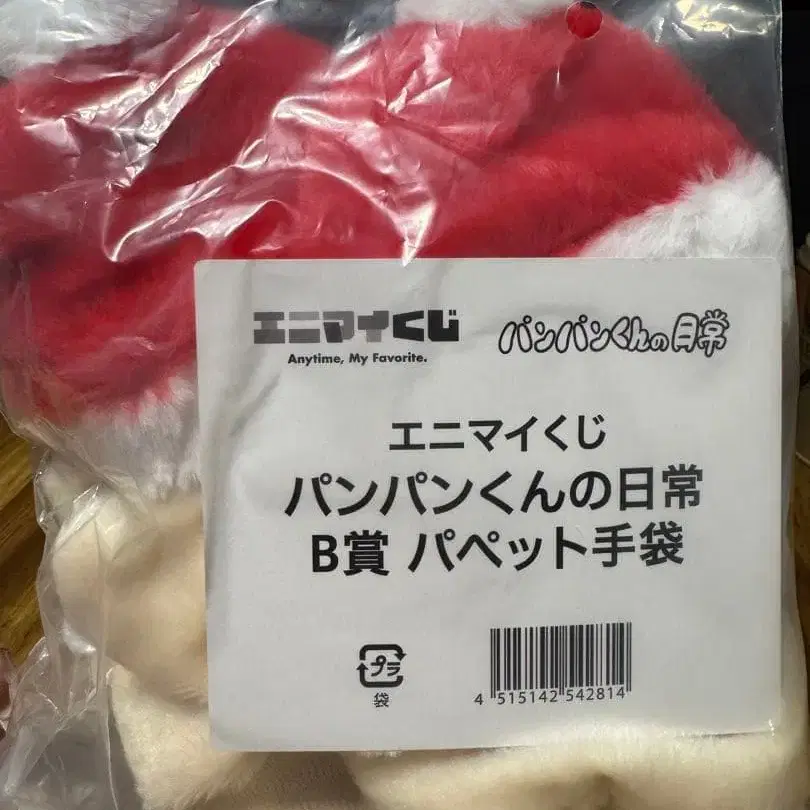 エニマイくじ パンパンくんの日常
Anytime, My Favorite.
エニマイくじ
パンパンくんの日常
B賞 パペット手袋
プラ
袋
4 515142 542814